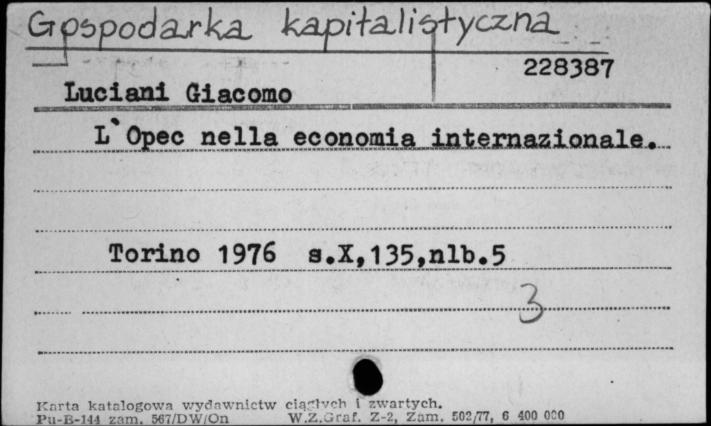 Gospodarka kapitalistyczna
228387
Luciani Giacomo
L`Opec nella economia internazionale.
Torino 1976 s.X,135,nlb.5
3
Karta katalogowa wydawnictw ciągłych i zwartych.
Pu-B-144 zam. 567/DW/On W.Z.Graf. Z-2, Zam. 502/77, 6 400 000